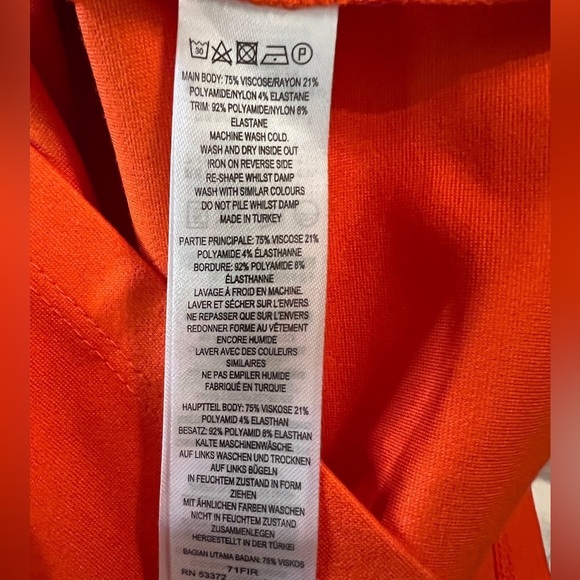 30 P
MAIN BODY: 75% VISCOSE/RAYON 21%
POLYAMIDE/NYLON 4% ELASTANE
TRIM: 92% POLYAMIDE/NYLON 8%
ELASTANE
MACHINE WASH COLD.
WASH AND DRY INSIDE OUT
IRON ON REVERSE SIDE
RE-SHAPE WHILST DAMP
WASH WITH SIMILAR COLOURS
DO NOT PILE WHILST DAMP
MADE IN TURKEY
PARTIE PRINCIPALE: 75% VISCOSE 21%
POLYAMIDE 4% ÉLASTHANNE
BORDURE: 92% POLYAMIDE 8%
ÉLASTHANNE
LAVAGE À FROID EN MACHINE.
LAVER ET SÉCHER SUR L'ENVERS
NE REPASSER QUE SUR L'ENVERS
REDONNER FORME AU VÊTEMENT
ENCORE HUMIDE
LAVER AVEC DES COULEURS
SIMILAIRES
NE PAS EMPILER HUMIDE
FABRIQUÉ EN TURQUIE
HAUPTTEIL BODY: 75% VISKOSE 21%
POLYAMID 4% ELASTHAN
BESATZ: 92% POLYAMID 8% ELASTHAN
KALTE MASCHINENWÄSCHE.
AUF LINKS WASCHEN UND TROCKNEN
AUF LINKS BÜGELN
IN FEUCHTEM ZUSTAND IN FORM
ZIEHEN
MIT ÄHNLICHEN FARBEN WASCHEN
NICHT IN FEUCHTEM ZUSTAND
ZUSAMMENLEGEN
HERGESTELLT IN DER TÜRKEI
BAGIAN UTAMA BADAN: 75% VISKOS
71FIR
RN 53372